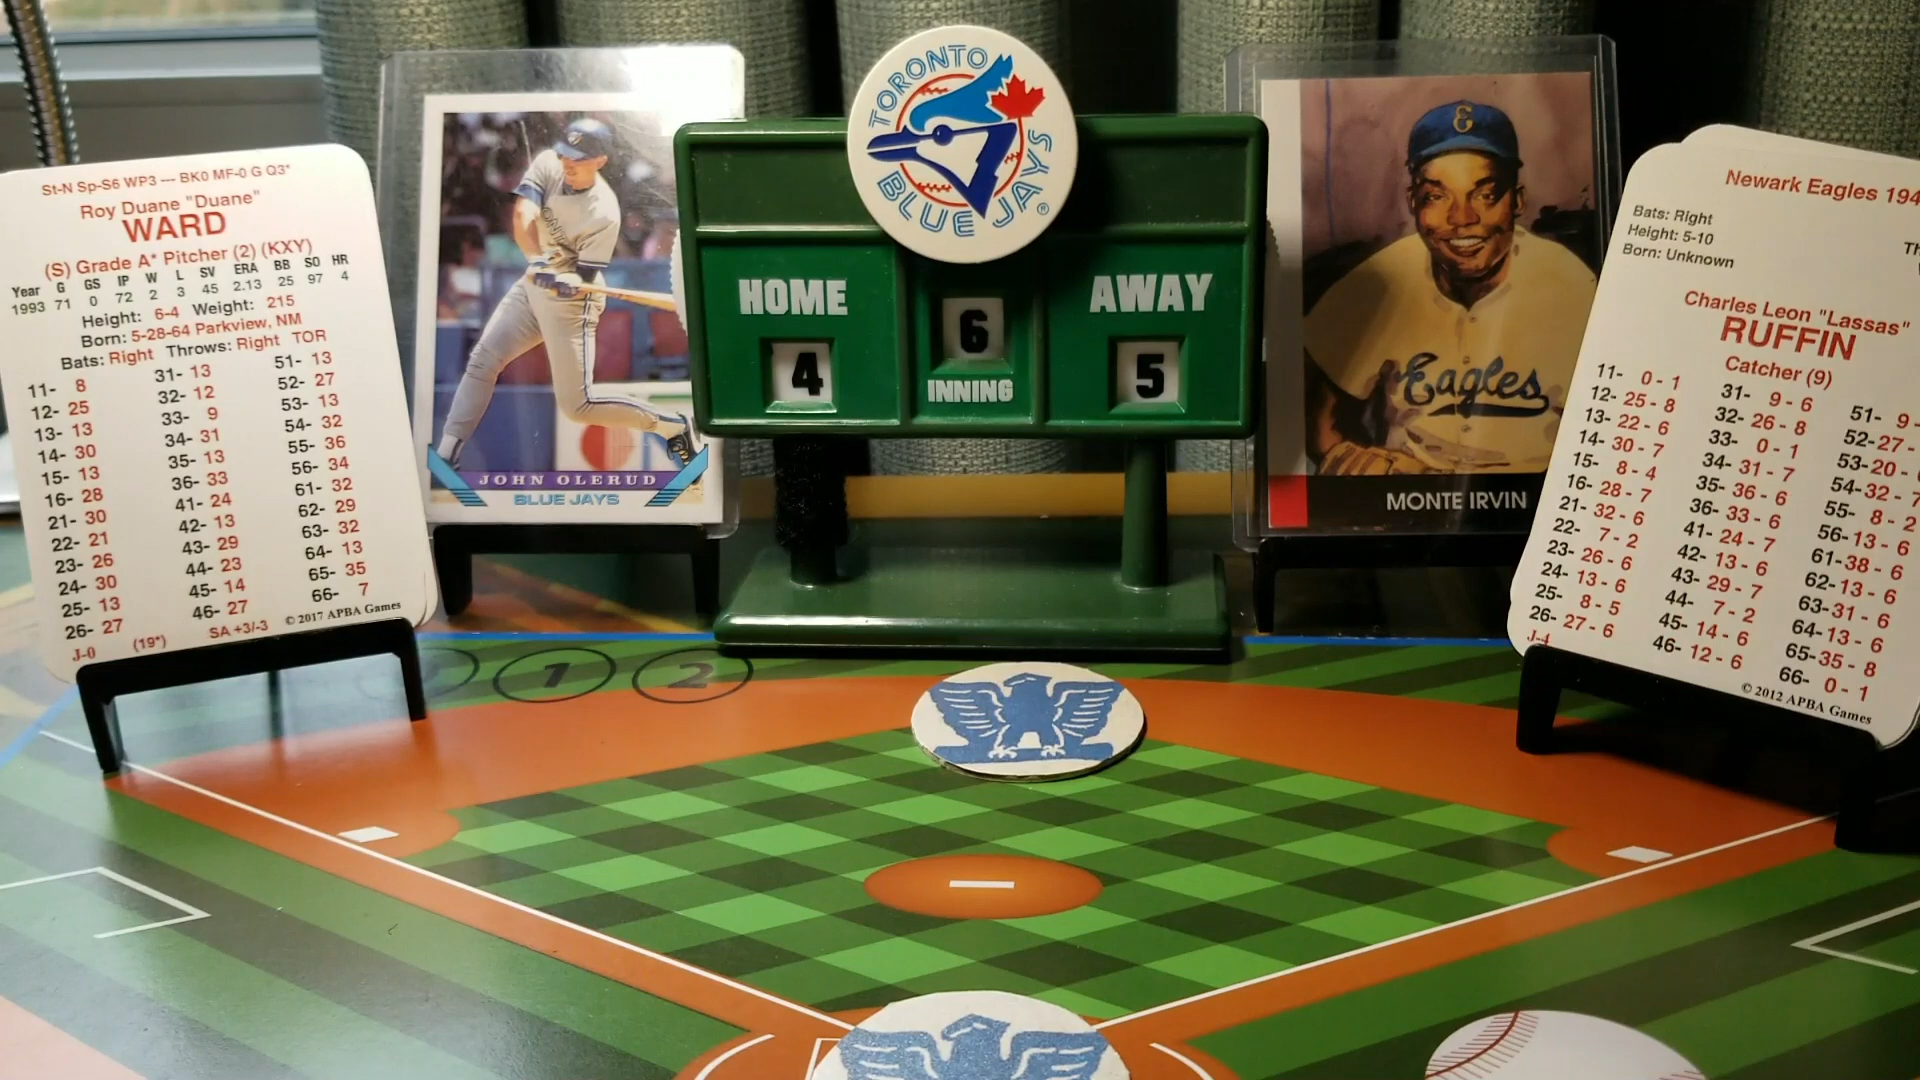 St-N Sp-S6 WP3 --- BK0 MF-0 G Q3*
Roy Duane "Duane"
WARD
(S) Grade A* Pitcher (2) (KXY)
Year G GS IP W L SV ERA BB SO HR
1993 71 0 72 2 3 45 2.13 25 97 4
Height: 6-4 Weight: 215
Born: 5-28-64 Parkview, NM
Bats: Right Throws: Right TOR
11- 8 31- 13 51- 13
12- 25 32- 12 52- 27
13- 13 33- 9 53- 13
14- 30 34- 31 54- 32
15- 13 35- 13 55- 36
16- 28 36- 33 56- 34
21- 30 41- 24 61- 32
22- 21 42- 13 62- 29
23- 26 43- 29 63- 32
24- 30 44- 23 64- 13
25- 13 45- 14 65- 35
26- 27 46- 27 66- 7
J-0 (19*) SA +3/-3 © 2017 APBA Games
JOHN OLERUD
BLUE JAYS
TORONTO
BLUE JAYS ®
HOME
4
6
INNING
AWAY
5
E
Eagles
MONTE IRVIN
Newark Eagles 194
Bats: Right
Height: 5-10
Born: Unknown
Th
Charles Leon "Lassas"
RUFFIN
Catcher (9)
11- 0 - 1 31- 9 - 6 51- 9 -
12- 25 - 8 32- 26 - 8 52- 27 -
13- 22 - 6 33- 0 - 1 53- 20 -
14- 30 - 7 34- 31 - 7 54- 32 - 7
15- 8 - 4 35- 36 - 6 55- 8 - 2
16- 28 - 7 36- 33 - 6 56- 13 - 6
21- 32 - 6 41- 24 - 7 61- 38 - 6
22- 7 - 2 42- 13 - 6 62- 13 - 6
23- 26 - 6 43- 29 - 7 63- 31 - 6
24- 13 - 6 44- 7 - 2 64- 13 - 6
25- 8 - 5 45- 14 - 6 65- 35 - 8
26- 27 - 6 46- 12 - 6 66- 0 - 1
J-4 © 2012 APBA Games
1 2